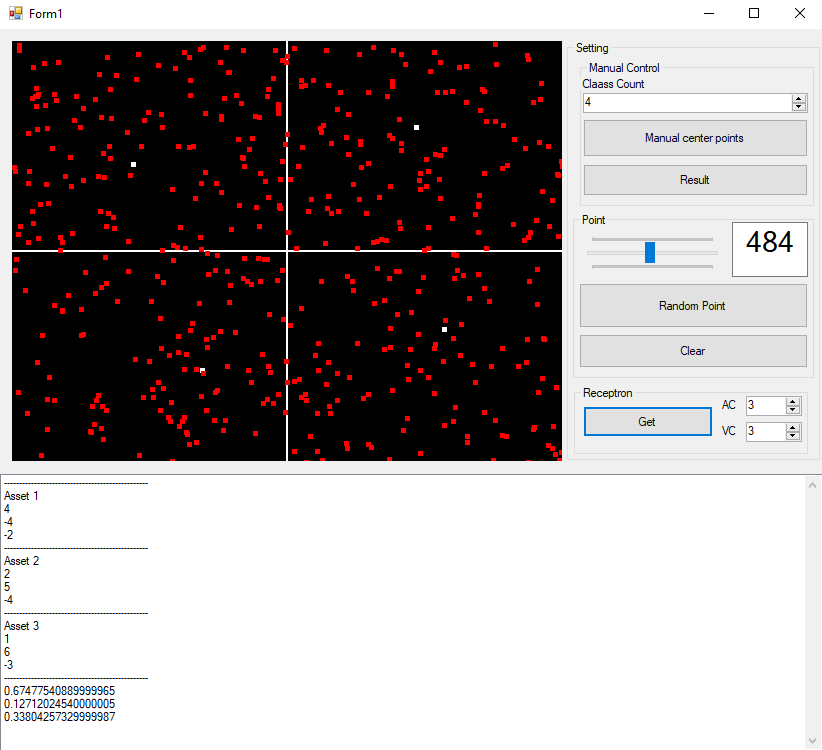 Form1
Setting
Manual Control
Claass Count
4
Manual center points
Result
Point
484
Random Point
Clear
Receptron
Get
AC 3
VC 3
--------------------------------------------------
Asset 1
4
-4
-2
--------------------------------------------------
Asset 2
2
5
-4
--------------------------------------------------
Asset 3
1
6
-3
--------------------------------------------------
0.67477540889999965
0.12712024540000005
0.33804257329999987